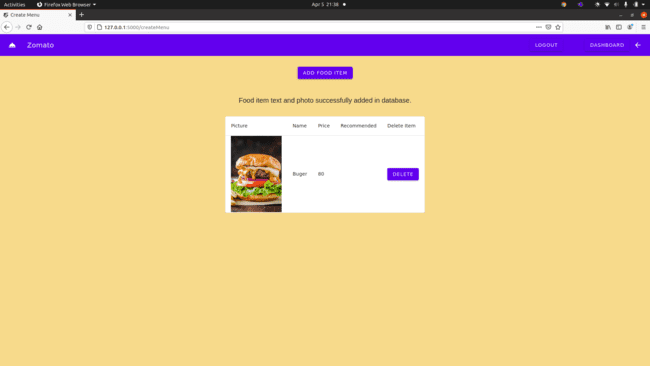 Activities Firefox Web Browser Apr 5 21:38
Create Menu
127.0.0.1:5000/createMenu
Zomato LOGOUT DASHBOARD
ADD FOOD ITEM
Food item text and photo successfully added in database.
Picture Name Price Recommended Delete Item
Buger 80 DELETE